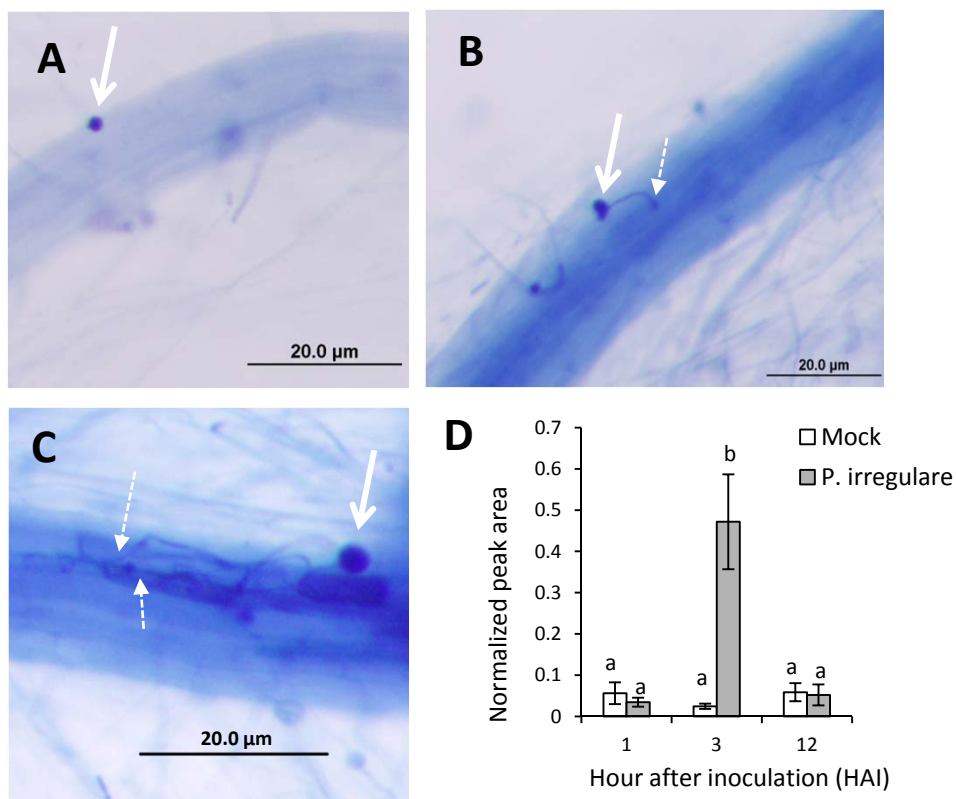 A
20.0 µm
B
20.0 µm
C
20.0 µm
D
Normalized peak area
0.7
0.6
0.5
0.4
0.3
0.2
0.1
0
Mock
P. irregulare
a
a
a
b
a
a
1
3
12
Hour after inoculation (HAI)